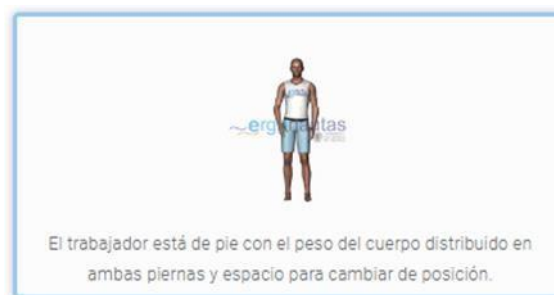 ergonautas
El trabajador está de pie con el peso del cuerpo distribuido en
ambas piernas y espacio para cambiar de posición.